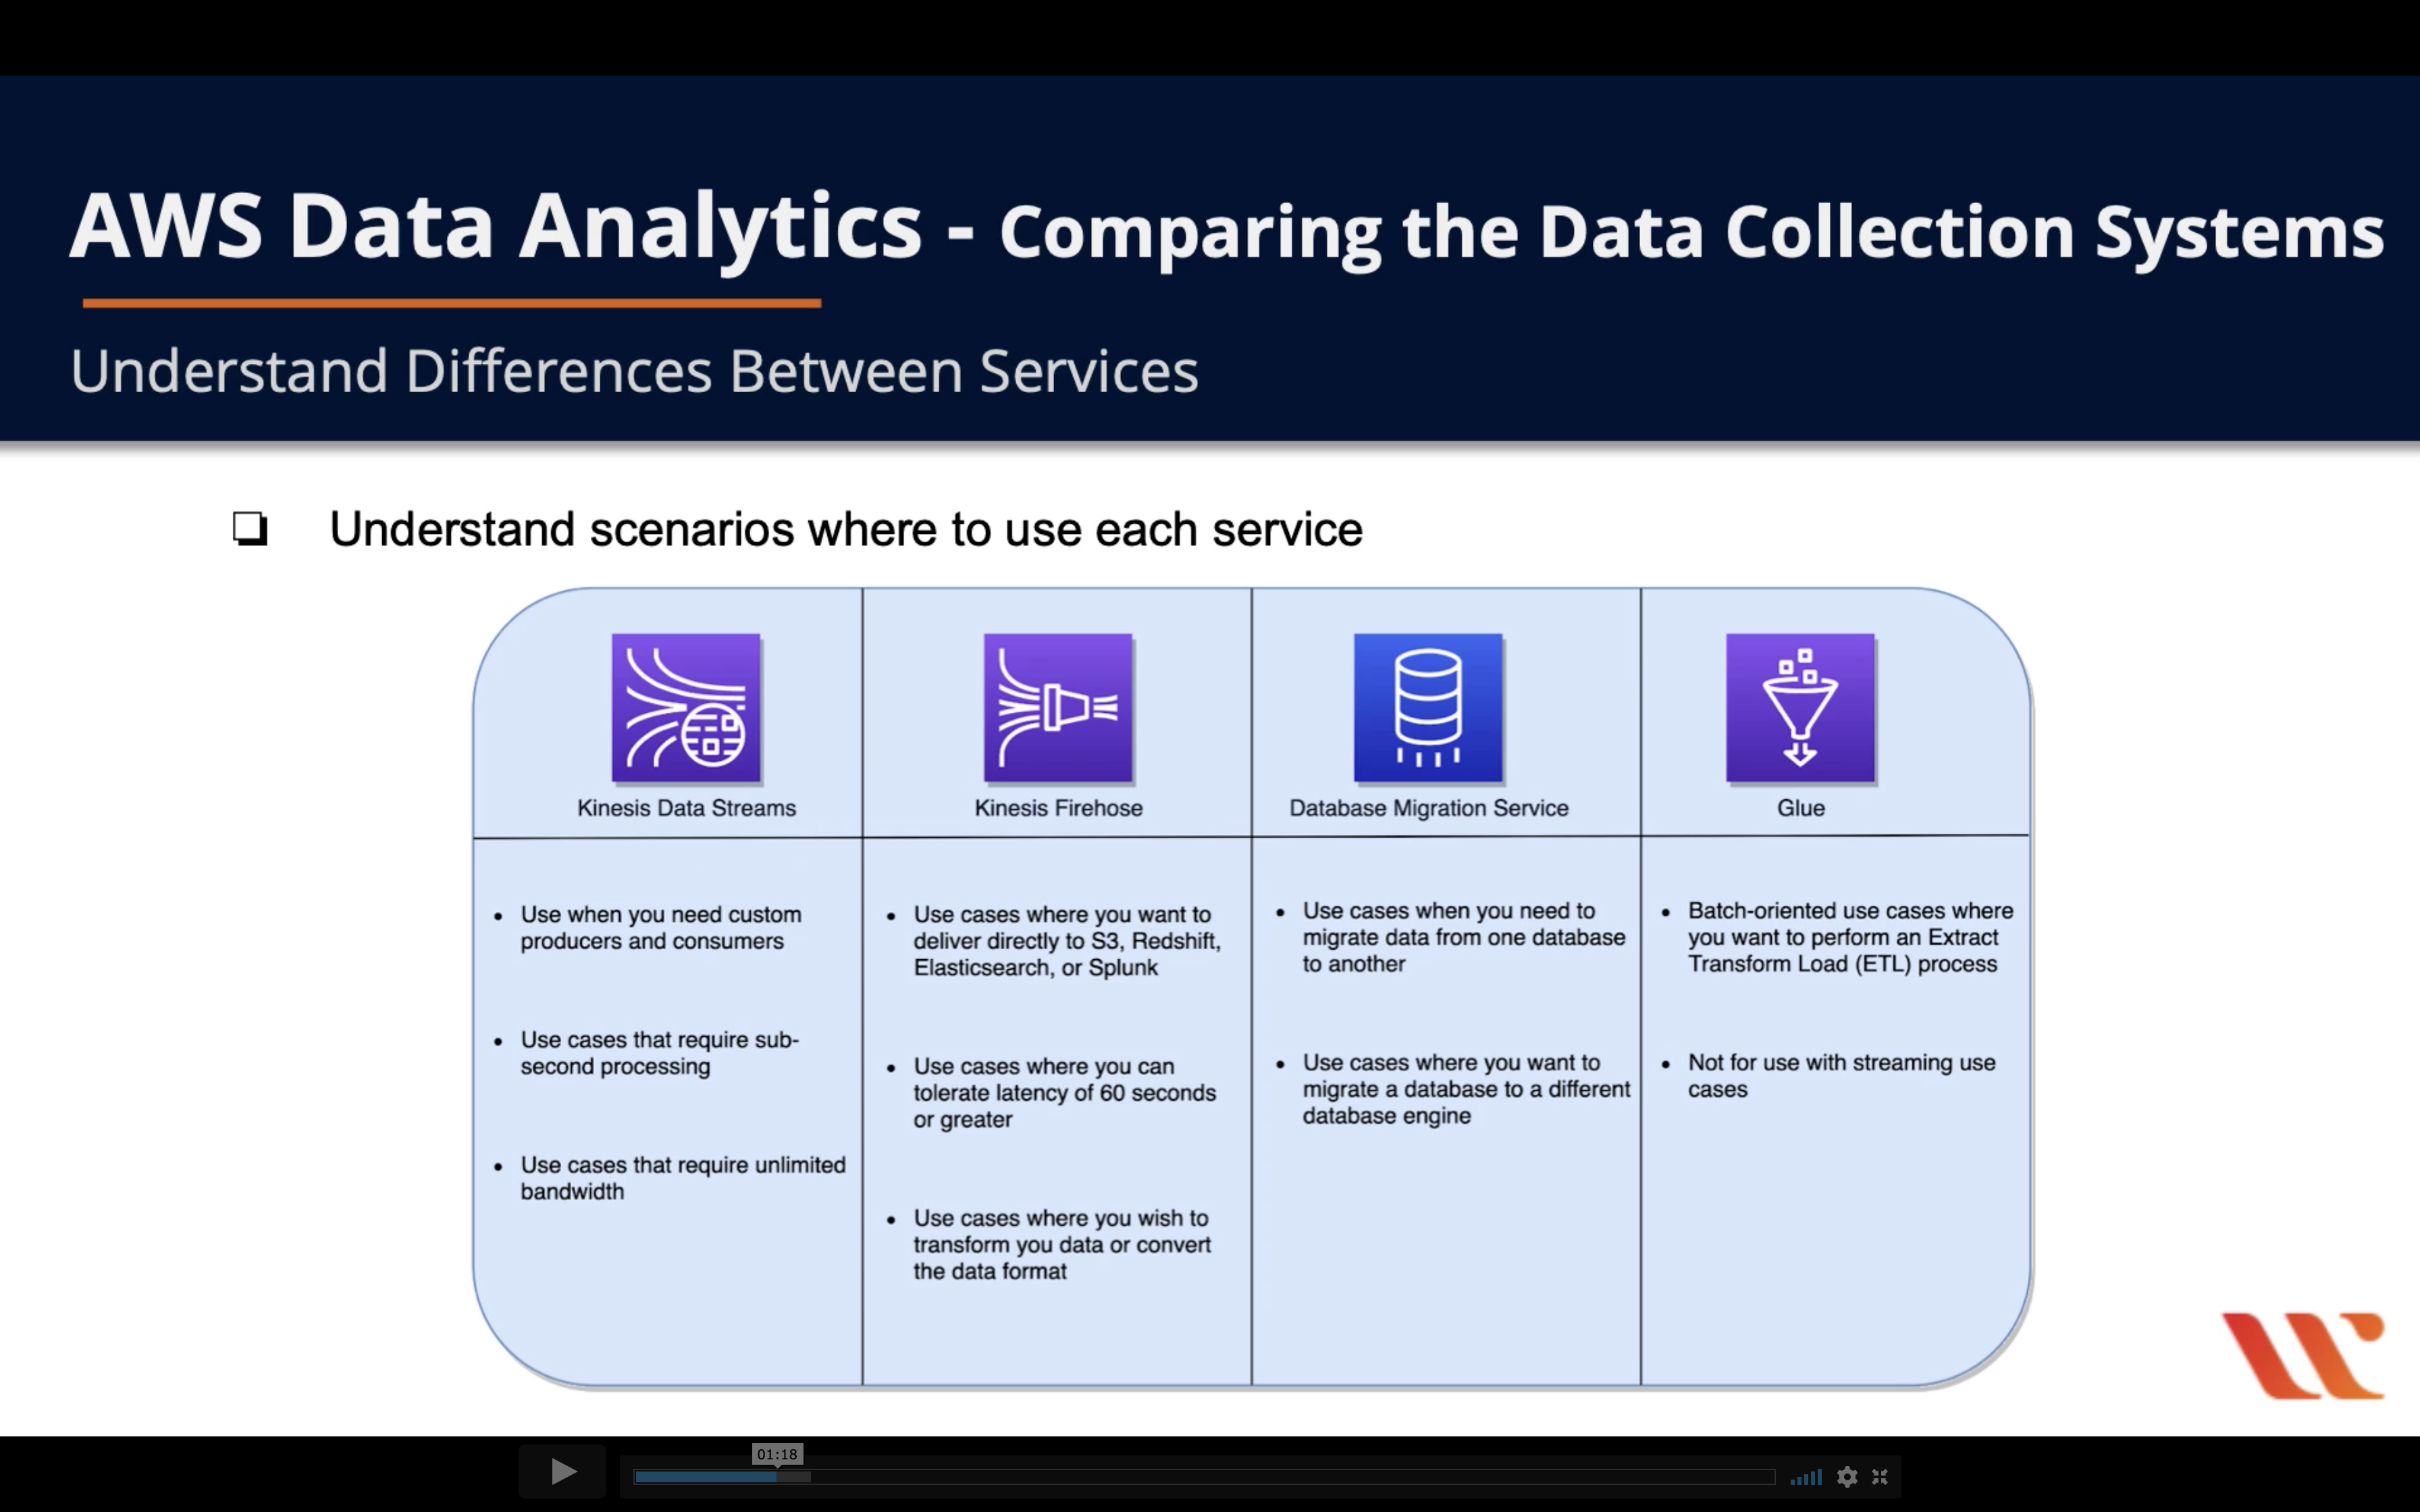 AWS Data Analytics - Comparing the Data Collection Systems
Understand Differences Between Services
Understand scenarios where to use each service
Kinesis Data Streams
Kinesis Firehose
Database Migration Service
Glue
• Use when you need custom
producers and consumers
• Use cases that require sub-
second processing
• Use cases that require unlimited
bandwidth
• Use cases where you want to
deliver directly to S3, Redshift,
Elasticsearch, or Splunk
• Use cases where you can
tolerate latency of 60 seconds
or greater
• Use cases where you wish to
transform you data or convert
the data format
• Use cases when you need to
migrate data from one database
to another
• Use cases where you want to
migrate a database to a different
database engine
• Batch-oriented use cases where
you want to perform an Extract
Transform Load (ETL) process
• Not for use with streaming use
cases
01:18